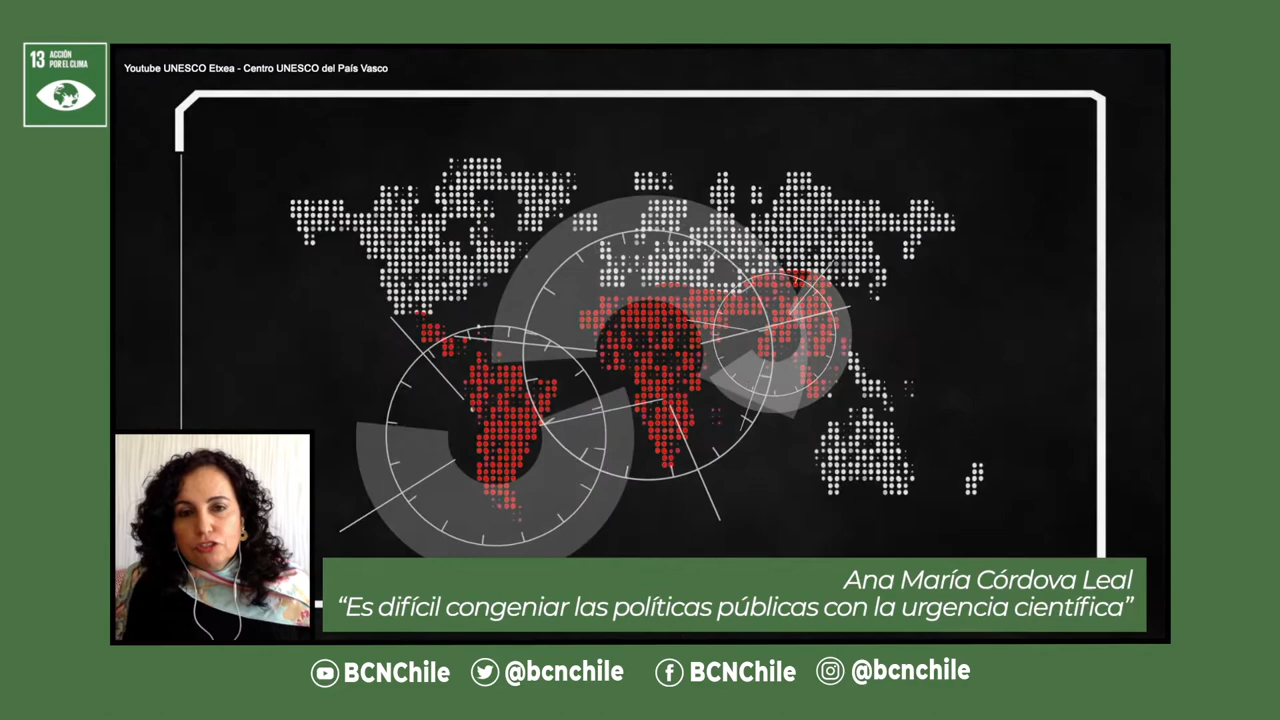 13 ACCIÓN
POR EL CLIMA
Youtube UNESCO Etxea - Centro UNESCO del País Vasco
Ana María Córdova Leal
“Es difícil congeniar las políticas públicas con la urgencia científica”
BCNChile @bcnchile BCNChile @bcnchile